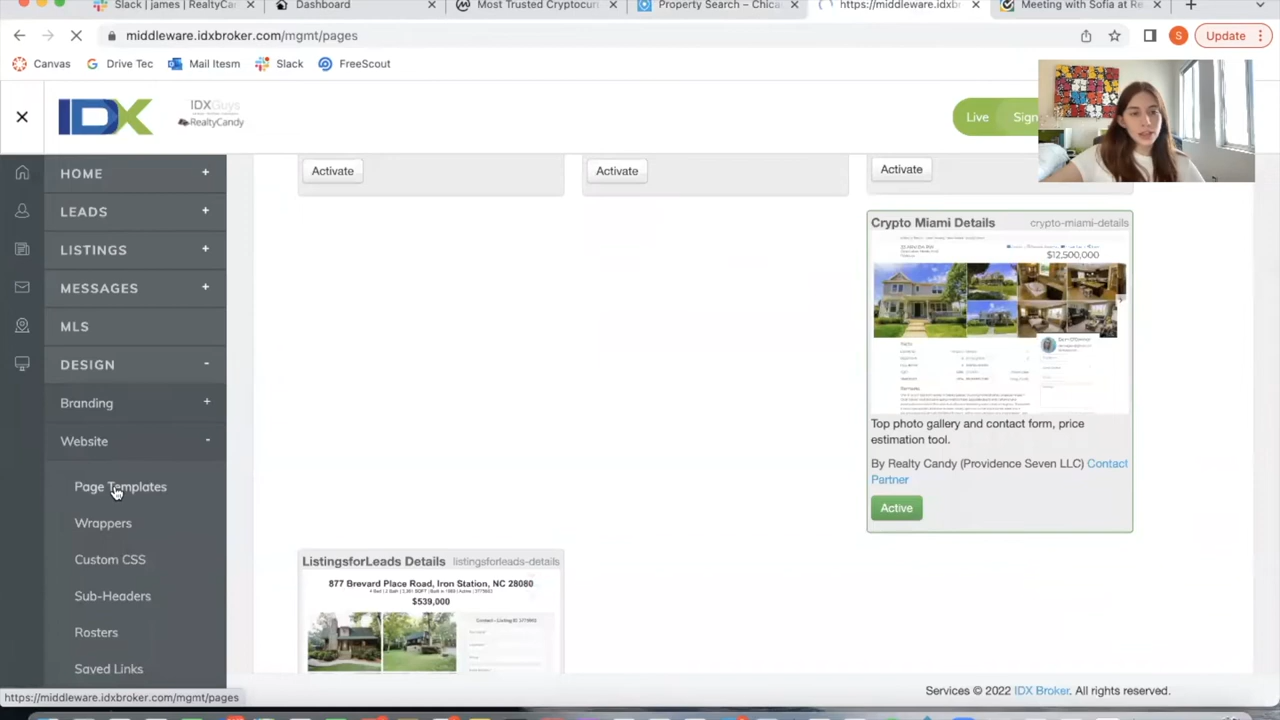 Slack | james | RealtyCa
Dashboard
Most Trusted Cryptocur
Property Search – Chica
https://middleware.idxbr
Meeting with Sofia at Re
middleware.idxbroker.com/mgmt/pages
S
Update
Canvas
Drive Tec
Mail Itesm
Slack
FreeScout
IDX
IDXGuys
RealtyCandy
Live
Sign
HOME
LEADS +
LISTINGS +
MESSAGES +
MLS
DESIGN
Branding
Website -
Page Templates
Wrappers
Custom CSS
Sub-Headers
Rosters
Saved Links
Activate
Activate
Activate
Crypto Miami Details crypto-miami-details
$12,500,000
Top photo gallery and contact form, price
estimation tool.
By Realty Candy (Providence Seven LLC) Contact
Partner
Active
ListingsforLeads Details listingsforleads-details
877 Brevard Place Road, Iron Station, NC 28080
$539,000
Services © 2022 IDX Broker. All rights reserved.
https://middleware.idxbroker.com/mgmt/pages